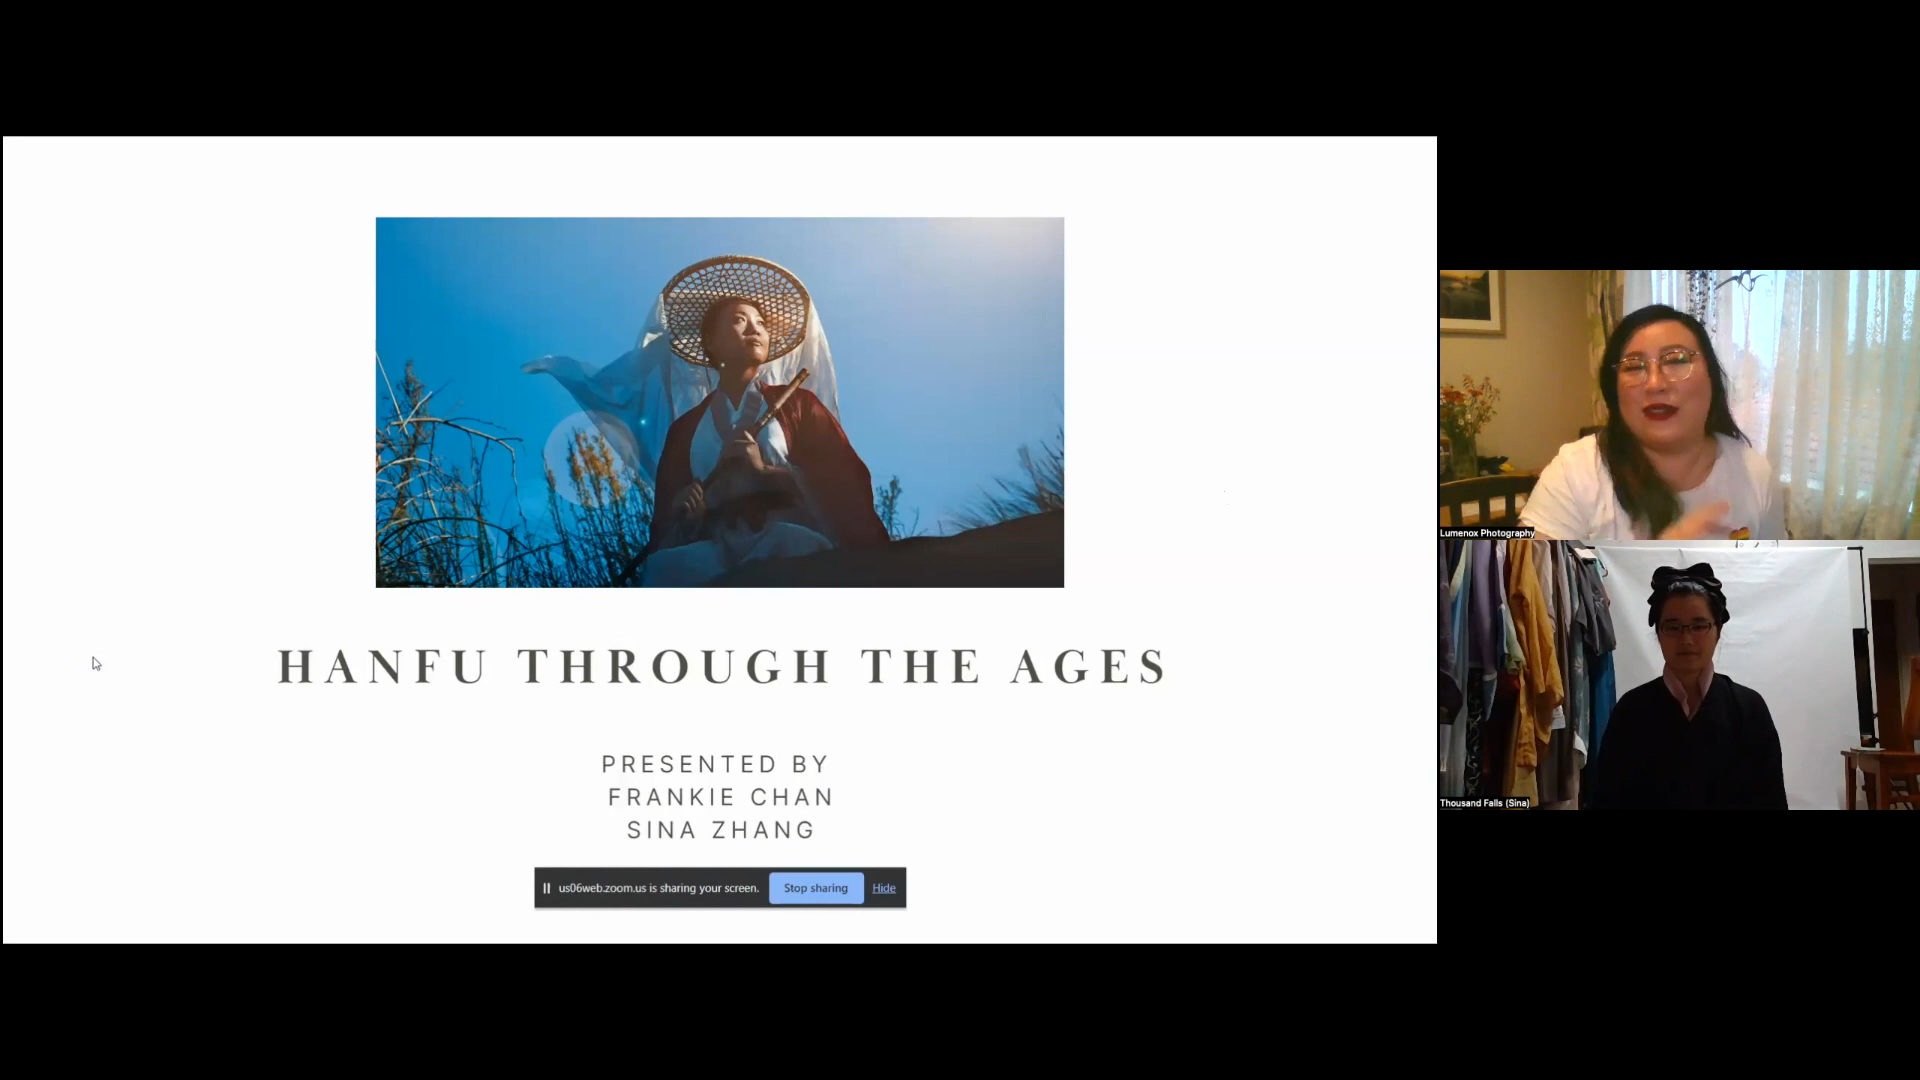 HANFU THROUGH THE AGES
PRESENTED BY
FRANKIE CHAN
SINA ZHANG
us06web.zoom.us is sharing your screen. Stop sharing Hide
Lumenox Photography
Thousand Falls (Sina)